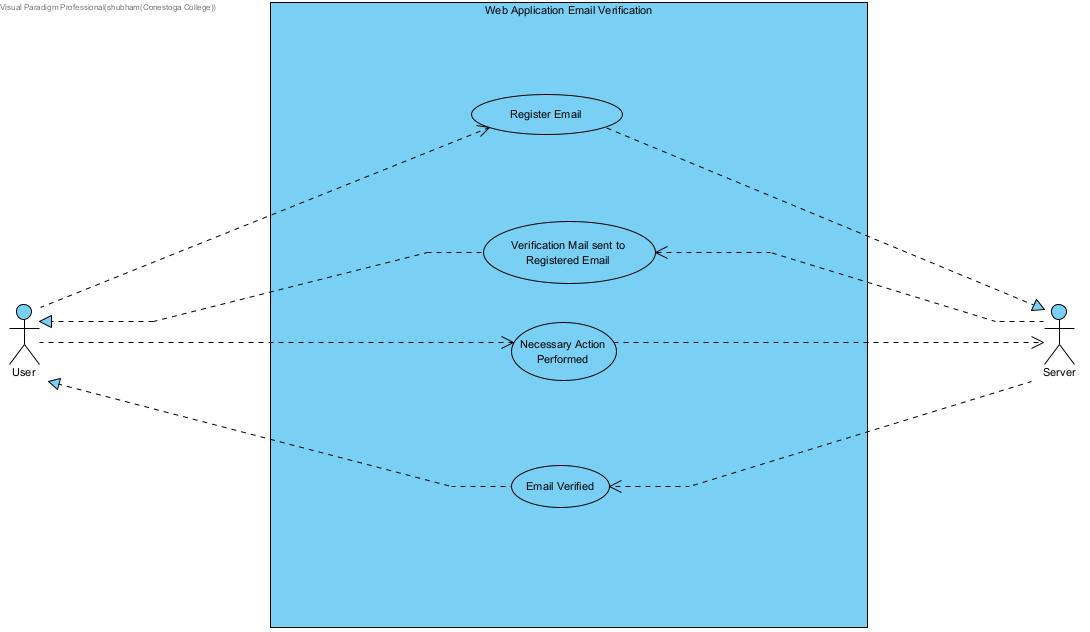 Visual Paradigm Professional(shubham(Conestoga College))
Web Application Email Verification
Register Email
Verification Mail sent to
Registered Email
Necessary Action
Performed
User
Server
Email Verified